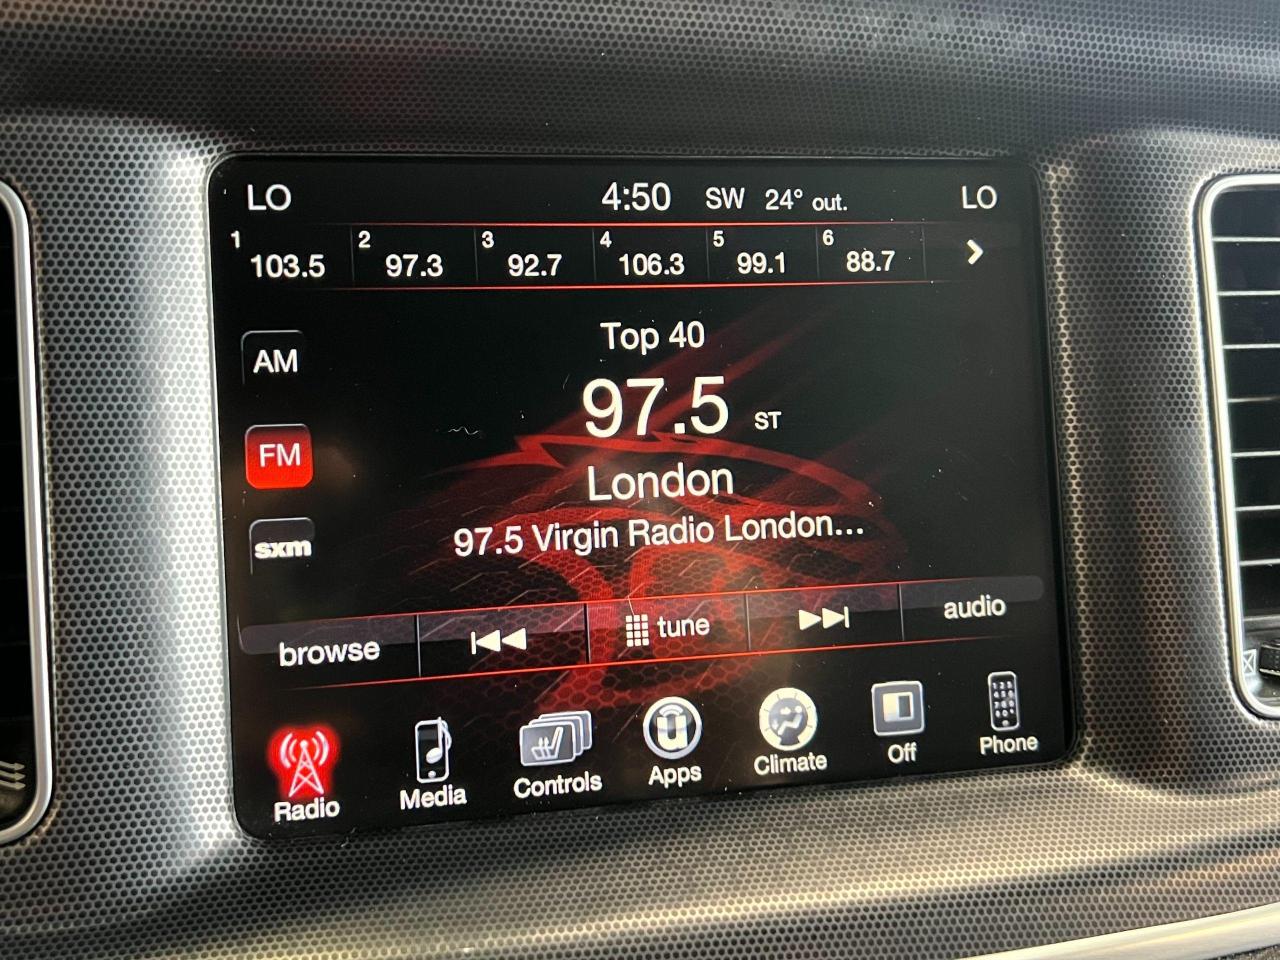 LO 4:50 SW 24° out. LO
1 103.5 2 97.3 3 92.7 4 106.3 5 99.1 6 88.7
Top 40
AM
97.5 ST
FM
London
97.5 Virgin Radio London...
sxm
browse tune audio
Radio Media Controls Apps Climate Off Phone